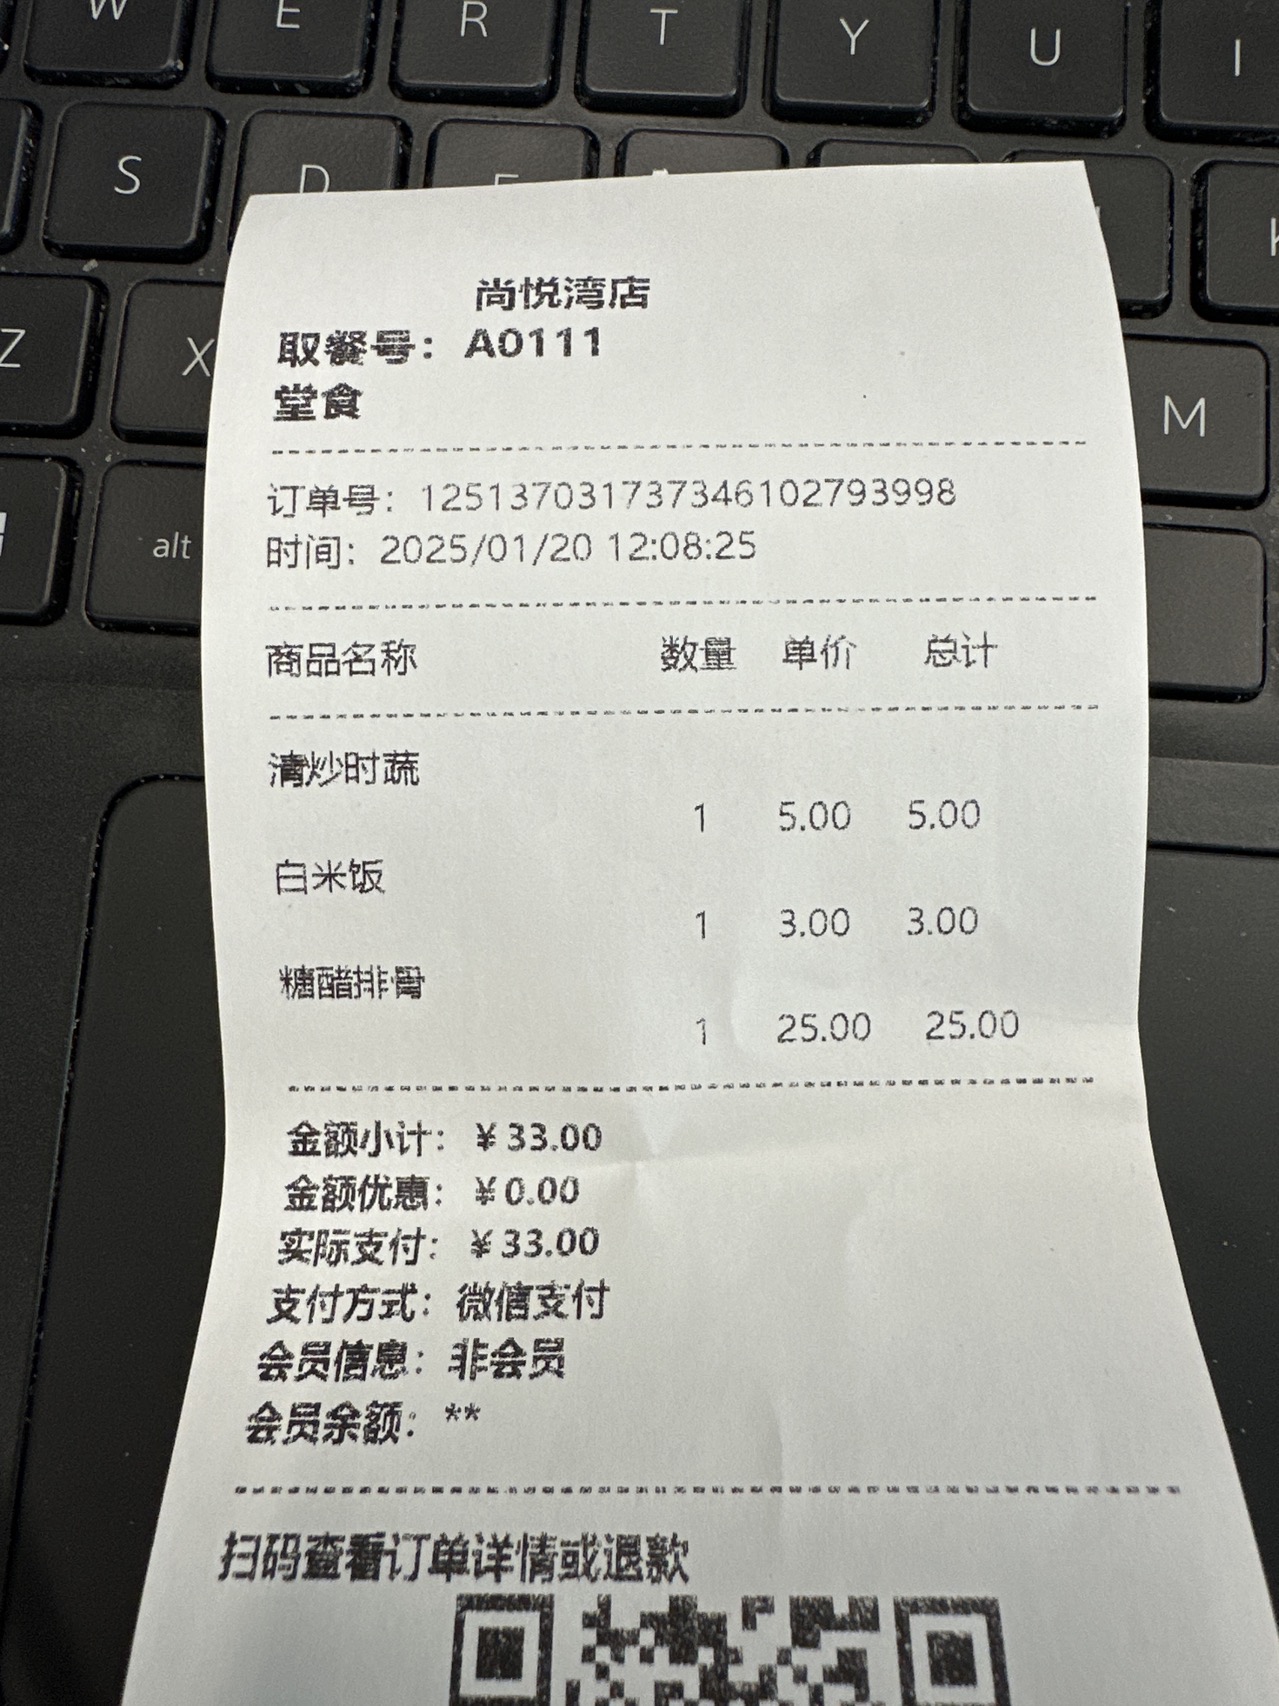 W E R T Y U I
S D F K
Z X M
alt
尚悦湾店
取餐号：A0111
堂食
订单号：1251370317373461027939​98
时间：2025/01/20 12:08:25
商品名称 数量 单价 总计
清炒时蔬
1 5.00 5.00
白米饭
1 3.00 3.00
糖醋排骨
1 25.00 25.00
金额小计：￥33.00
金额优惠：￥0.00
实际支付：￥33.00
支付方式：微信支付
会员信息：非会员
会员余额：**
扫码查看订单详情或退款